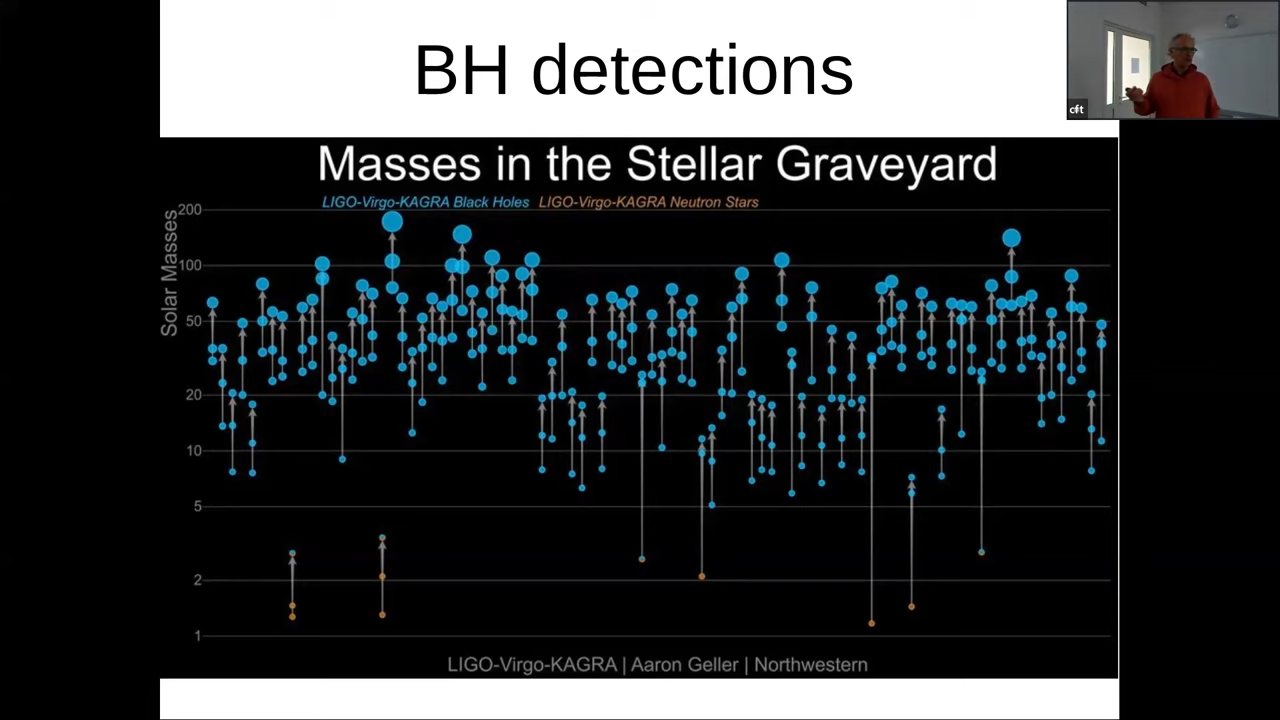 BH detections
cft
Masses in the Stellar Graveyard
LIGO-Virgo-KAGRA Black Holes LIGO-Virgo-KAGRA Neutron Stars
Solar Masses
200
100
50
20
10
5
2
1
LIGO-Virgo-KAGRA | Aaron Geller | Northwestern